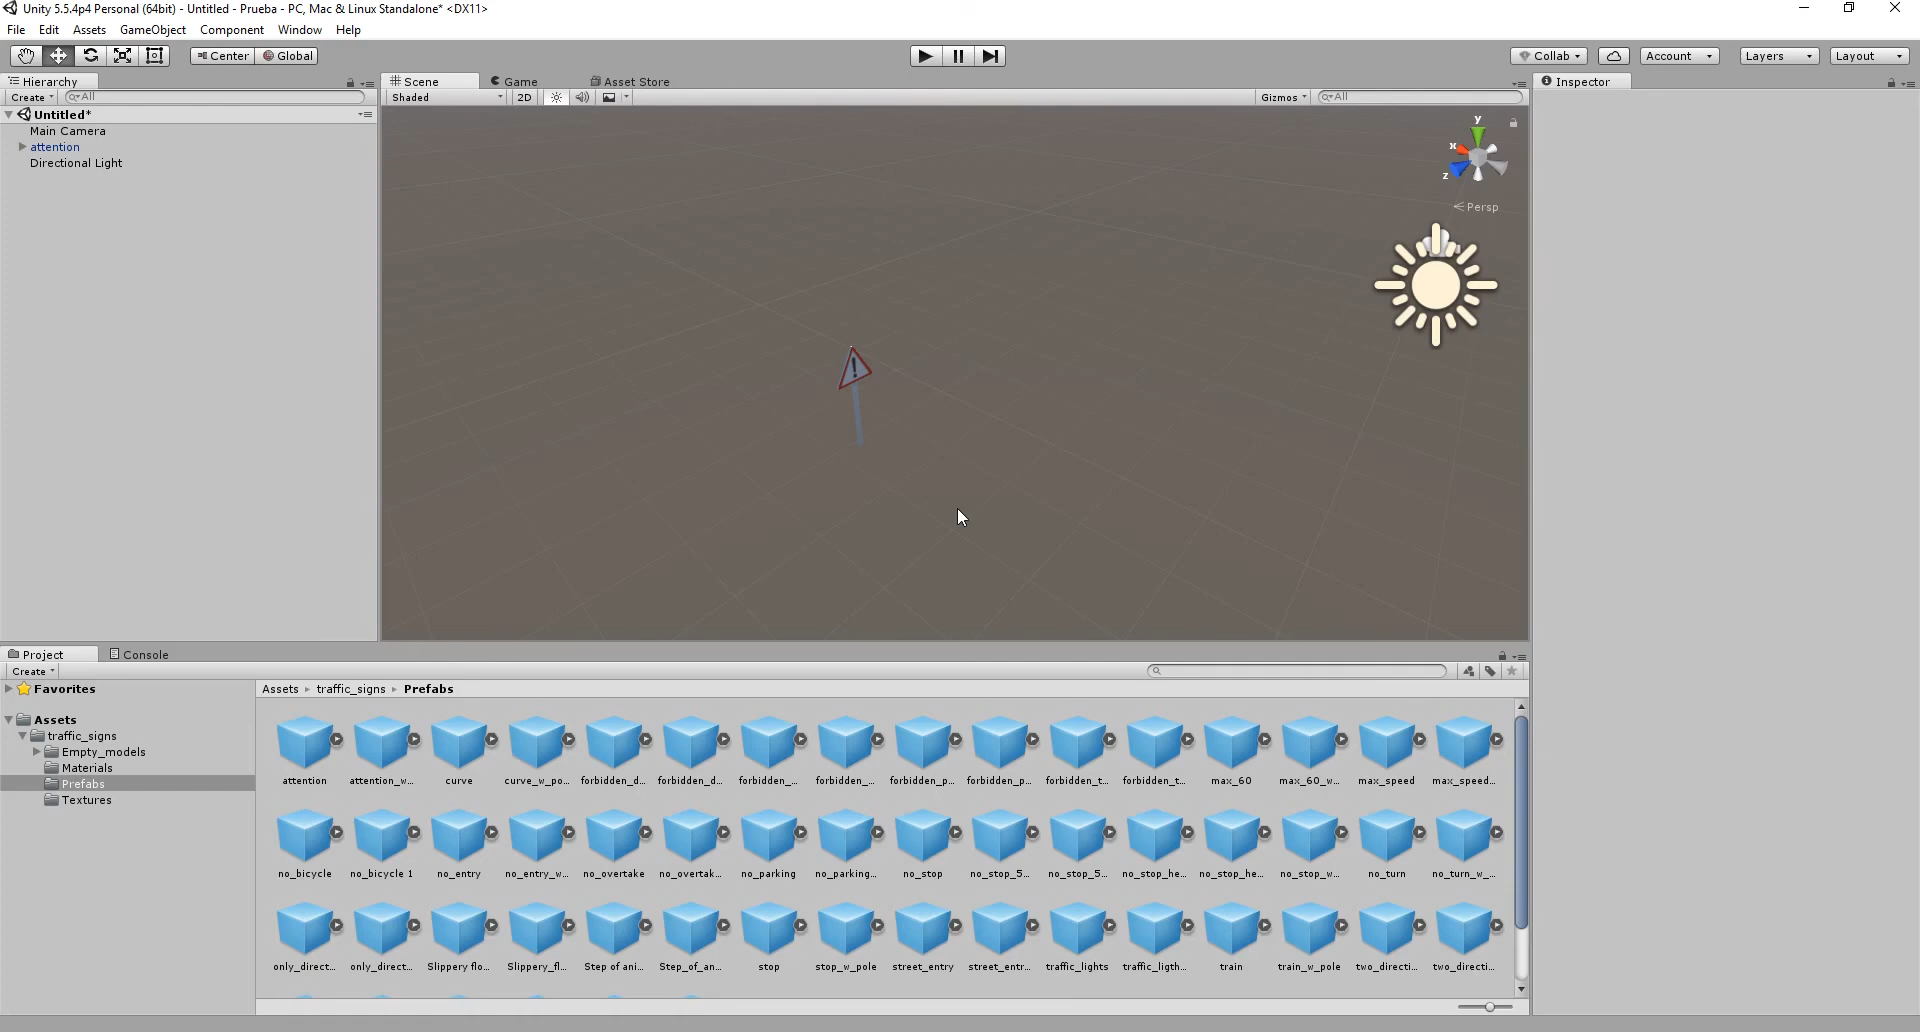 Unity 5.5.4p4 Personal (64bit) - Untitled - Prueba - PC, Mac & Linux Standalone* <DX11>
File Edit Assets GameObject Component Window Help
Center Global Collab Account Layers Layout
Hierarchy Scene Game Asset Store Inspector
Create All Shaded 2D Gizmos All
Untitled*
Main Camera
attention
Directional Light
y
x
z
Persp
!
Project Console
Create
Favorites
Assets
traffic_signs
Empty_models
Materials
Prefabs
Textures
Assets traffic_signs Prefabs
attention attention_w... curve curve_w_po... forbidden_d... forbidden_d... forbidden_... forbidden_... forbidden_p... forbidden_p... forbidden_t... forbidden_t... max_60 max_60_w... max_speed max_speed...
no_bicycle no_bicycle 1 no_entry no_entry_w... no_overtake no_overtak... no_parking no_parking... no_stop no_stop_5... no_stop_5... no_stop_he... no_stop_he... no_stop_w... no_turn no_turn_w_...
only_direct... only_direct... Slippery flo... Slippery_fl... Step of ani... Step_of_an... stop stop_w_pole street_entry street_entr... traffic_lights traffic_ligth... train train_w_pole two_directi... two_directi...